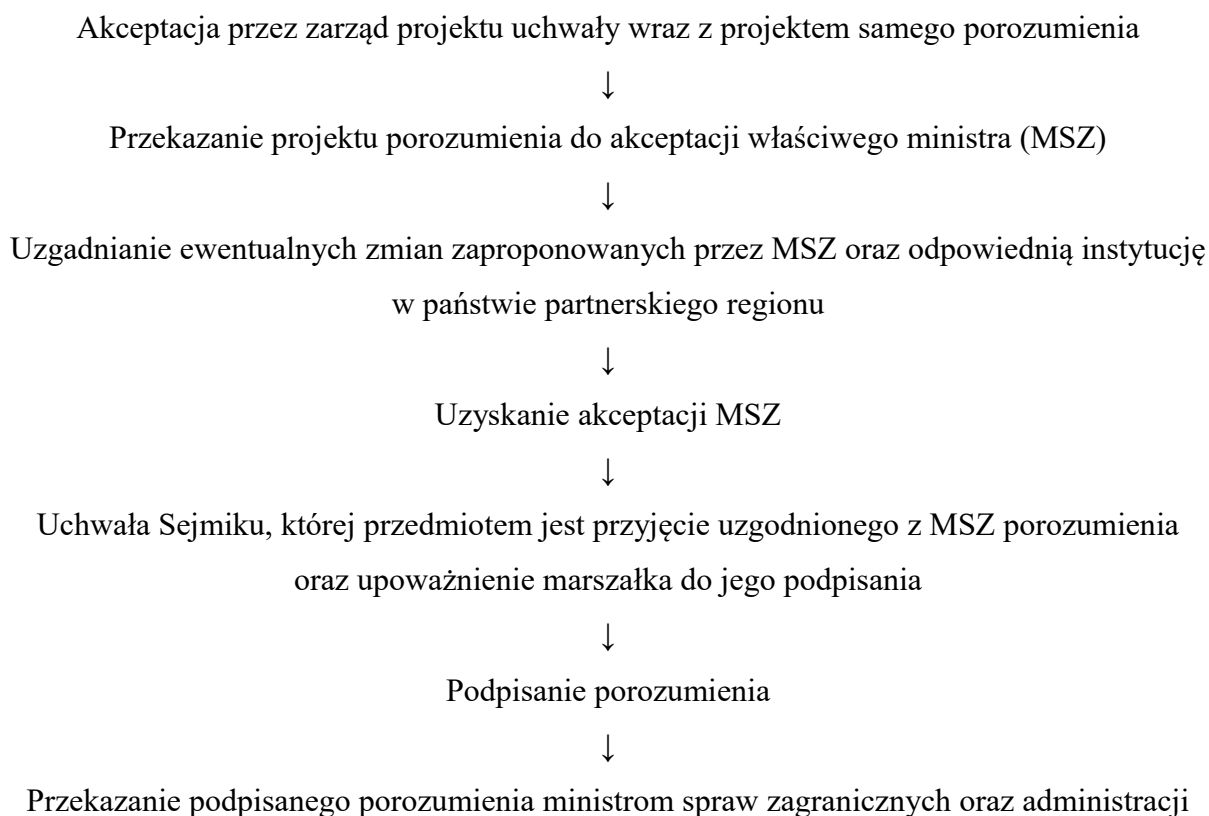 Akceptacja przez zarząd projektu uchwały wraz z projektem samego porozumienia
↓
Przekazanie projektu porozumienia do akceptacji właściwego ministra (MSZ)
↓
Uzgadnianie ewentualnych zmian zaproponowanych przez MSZ oraz odpowiednią instytucję
w państwie partnerskiego regionu
↓
Uzyskanie akceptacji MSZ
↓
Uchwała Sejmiku, której przedmiotem jest przyjęcie uzgodnionego z MSZ porozumienia
oraz upoważnienie marszałka do jego podpisania
↓
Podpisanie porozumienia
↓
Przekazanie podpisanego porozumienia ministrom spraw zagranicznych oraz administracji